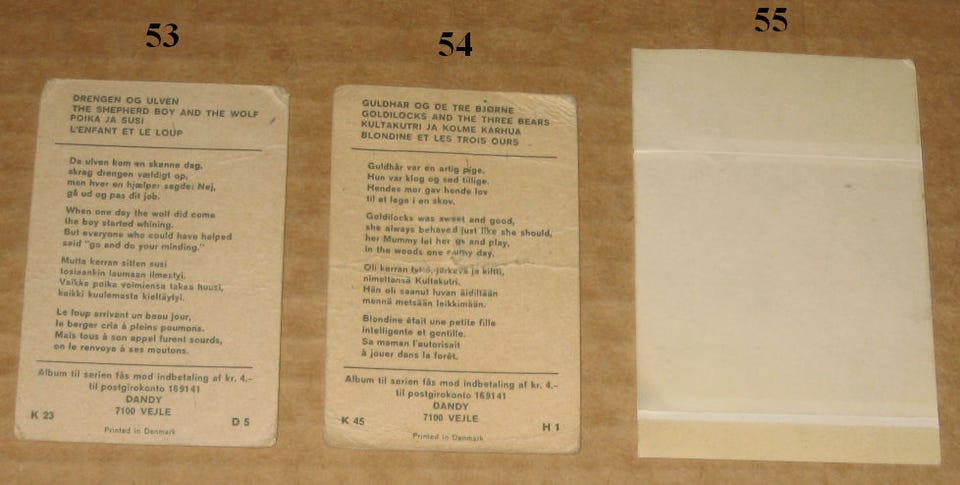 53
DRENGEN OG ULVEN
THE SHEPHERD BOY AND THE WOLF
POIKA JA SUSI
L'ENFANT ET LE LOUP
Da ulven kom en skønne dag,
skreg drengen vældigt op,
men hver en hjælper sagde: Nej,
gå ud og pas dit job.
When one day the wolf did come
the boy started whining.
But everyone who could have helped
said "go and do your minding."
Mutta kerran sitten susi
tosiaankin laumaan ilmestyi.
Vaikka poika voimiensa takaa huusi,
kaikki kuulemasta kieltäytyi.
Le loup arrivant un beau jour,
le berger cria à pleins poumons.
Mais tous à son appel furent sourds,
on le renvoya à ses moutons.
Album til serien fås mod indbetaling af kr. 4.-
til postgirokonto 169141
DANDY
7100 VEJLE
K 23
D 5
Printed in Denmark
54
GULDHAR OG DE TRE BJØRNE
GOLDILOCKS AND THE THREE BEARS
KULTAKUTRI JA KOLME KARHUA
BLONDINE ET LES TROIS OURS
Guldhår var en artig pige.
Hun var klog og sød tillige.
Hendes mor gav hende lov
til at lege i en skov.
Goldilocks was sweet and good,
she always behaved just like she should,
her Mummy let her go and play,
in the woods one sunny day.
Oli kerran tyttö, järkevä ja kiltti,
nimeltänsä Kultakutri.
Hän oli saanut luvan äidiltään
mennä metsään leikkimään.
Blondine était une petite fille
intelligente et gentille.
Sa maman l'autorisait
à jouer dans la forêt.
Album til serien fås mod indbetaling af kr. 4.-
til postgirokonto 169141
DANDY
7100 VEJLE
K 45
H 1
Printed in Denmark
55